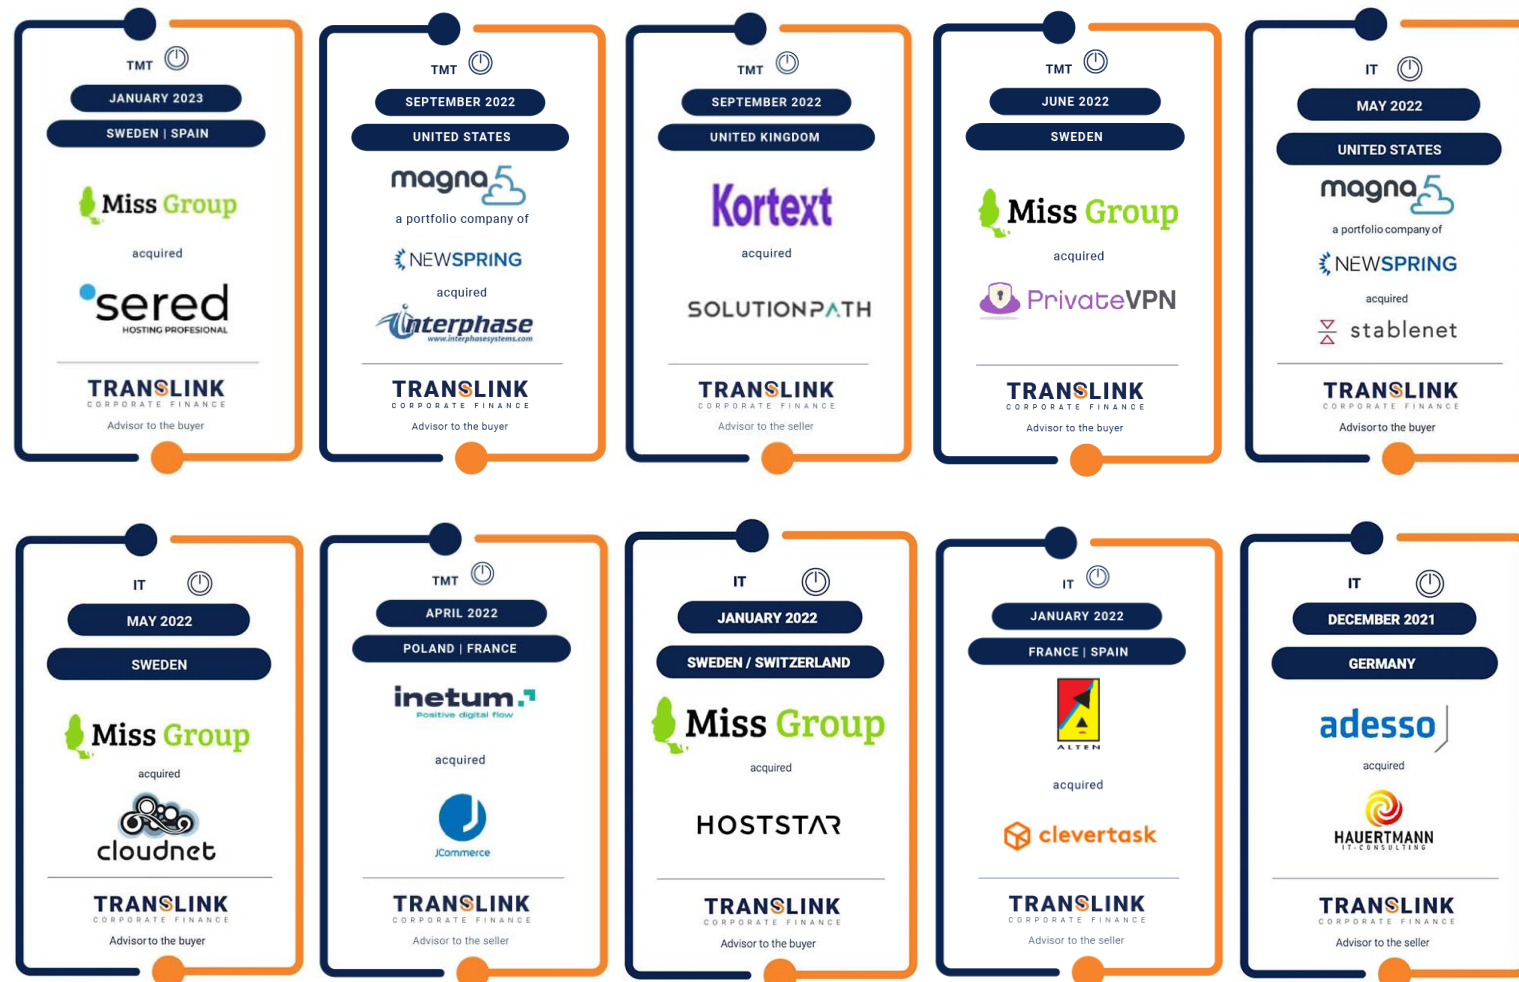 TMT
JANUARY 2023
SWEDEN | SPAIN
Miss Group
acquired
sered
HOSTING PROFESIONAL
TRANSLINK
CORPORATE FINANCE
Advisor to the buyer
TMT
SEPTEMBER 2022
UNITED STATES
magna5
a portfolio company of
NEWSPRING
acquired
interphase
www.interphasesystems.com
TRANSLINK
CORPORATE FINANCE
Advisor to the buyer
TMT
SEPTEMBER 2022
UNITED KINGDOM
Kortext
acquired
SOLUTIONPATH
TRANSLINK
CORPORATE FINANCE
Advisor to the seller
TMT
JUNE 2022
SWEDEN
Miss Group
acquired
PrivateVPN
TRANSLINK
CORPORATE FINANCE
Advisor to the buyer
IT
MAY 2022
UNITED STATES
magna5
a portfolio company of
NEWSPRING
acquired
stablenet
TRANSLINK
CORPORATE FINANCE
Advisor to the buyer
IT
MAY 2022
SWEDEN
Miss Group
acquired
cloudnet
TRANSLINK
CORPORATE FINANCE
Advisor to the buyer
TMT
APRIL 2022
POLAND | FRANCE
inetum
Positive digital flow
acquired
JCommerce
TRANSLINK
CORPORATE FINANCE
Advisor to the seller
IT
JANUARY 2022
SWEDEN / SWITZERLAND
Miss Group
acquired
HOSTSTAR
TRANSLINK
CORPORATE FINANCE
Advisor to the buyer
IT
JANUARY 2022
FRANCE | SPAIN
ALTEN
acquired
clevertask
TRANSLINK
CORPORATE FINANCE
Advisor to the seller
IT
DECEMBER 2021
GERMANY
adesso
acquired
HAUERTMANN
IT-CONSULTING
TRANSLINK
CORPORATE FINANCE
Advisor to the seller